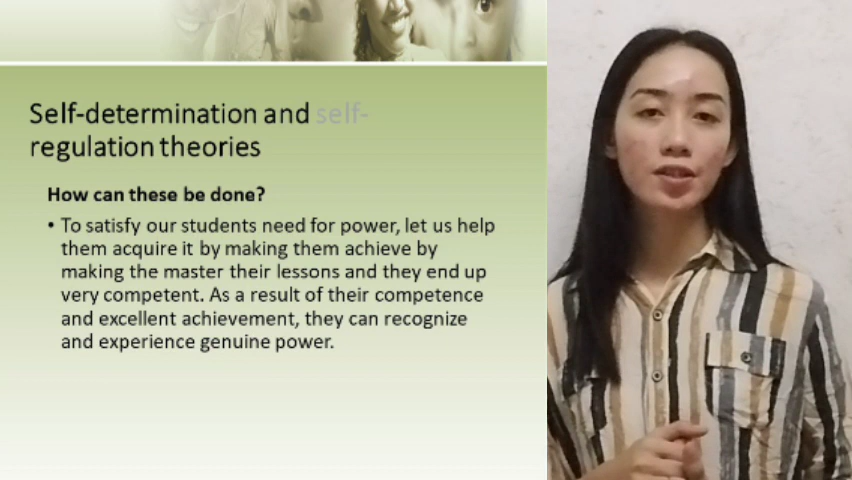 Self-determination and self-
regulation theories
How can these be done?
• To satisfy our students need for power, let us help
them acquire it by making them achieve by
making the master their lessons and they end up
very competent. As a result of their competence
and excellent achievement, they can recognize
and experience genuine power.